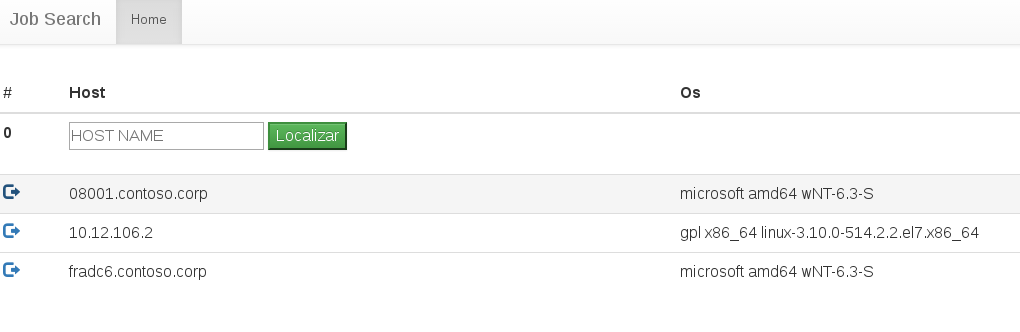 Job Search Home
# Host Os
0 HOST NAME Localizar
08001.contoso.corp microsoft amd64 wNT-6.3-S
10.12.106.2 gpl x86_64 linux-3.10.0-514.2.2.el7.x86_64
fradc6.contoso.corp microsoft amd64 wNT-6.3-S